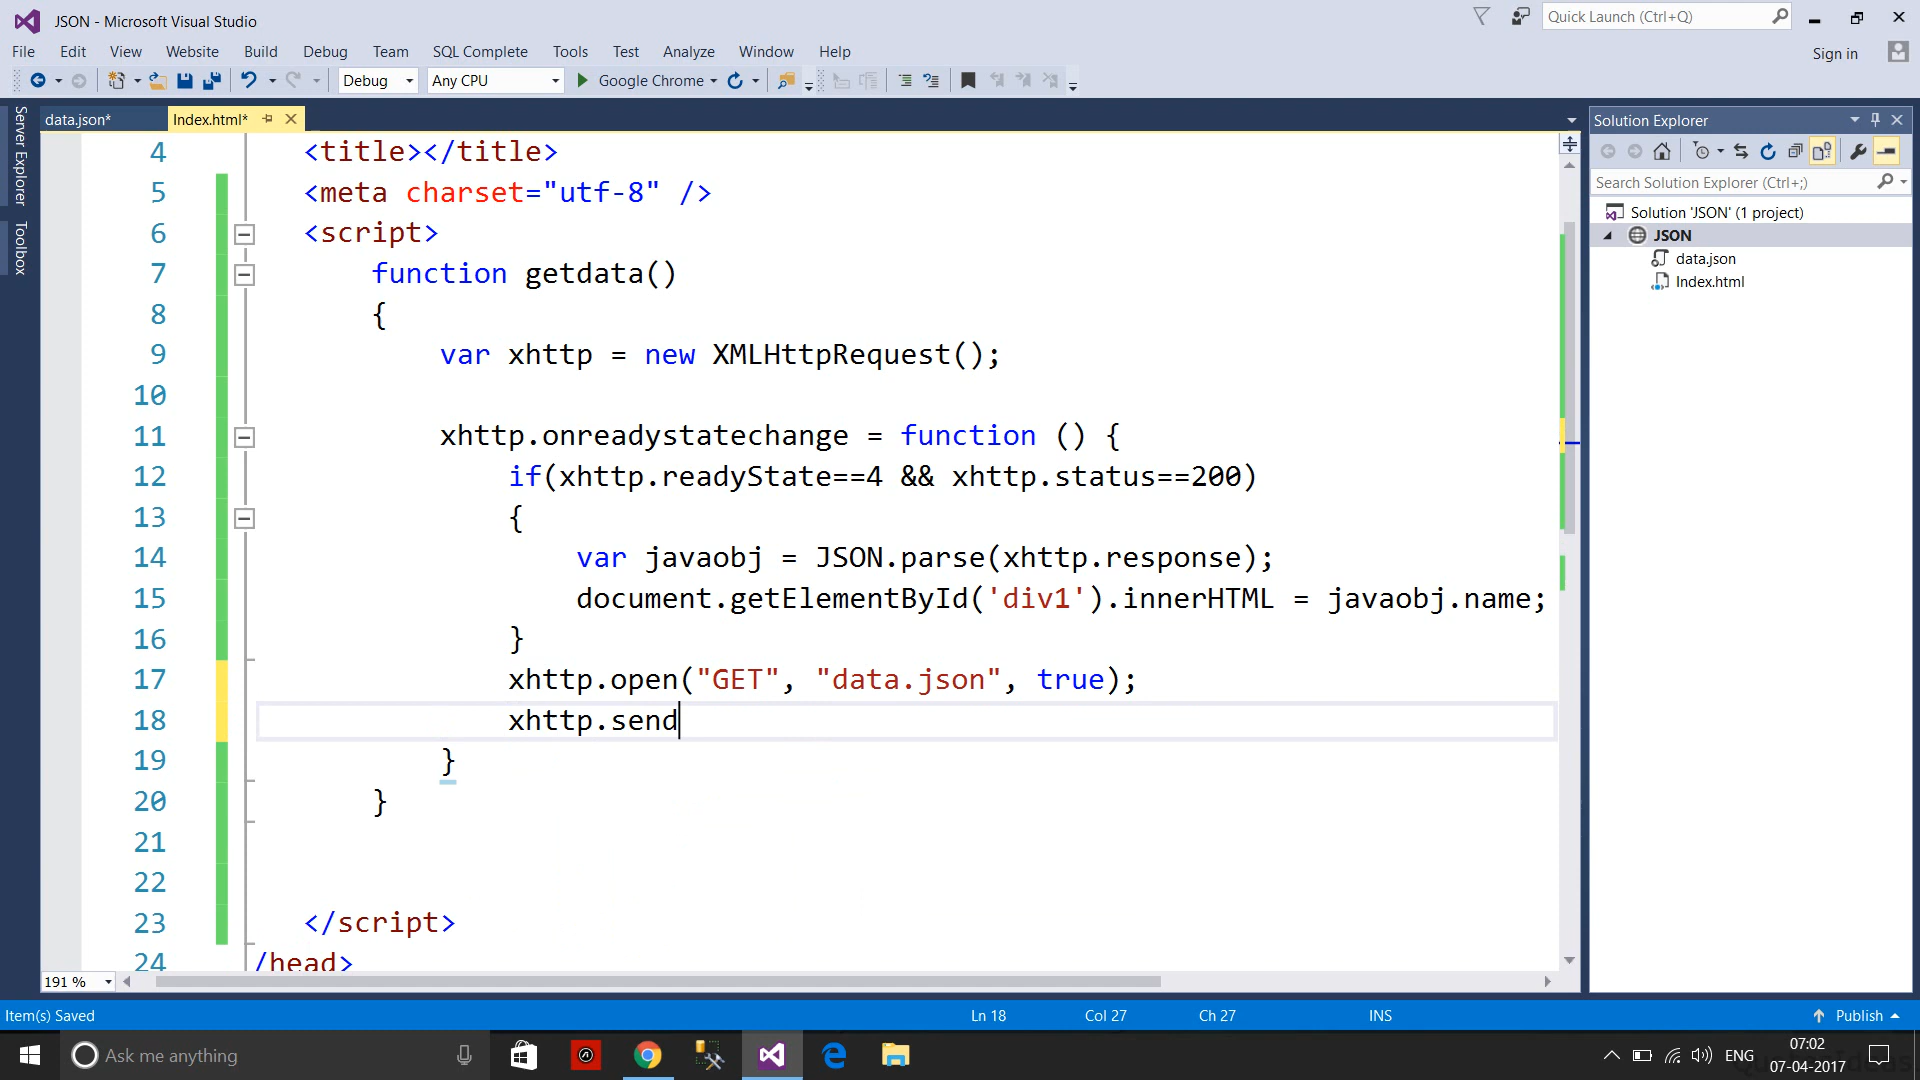 JSON - Microsoft Visual Studio
Quick Launch (Ctrl+Q)
File Edit View Website Build Debug Team SQL Complete Tools Test Analyze Window Help
Sign in
Debug Any CPU Google Chrome
Server Explorer
Toolbox
data.json* Index.html*
4 <title></title>
5 <meta charset="utf-8" />
6 <script>
7 function getdata()
8 {
9 var xhttp = new XMLHttpRequest();
10
11 xhttp.onreadystatechange = function () {
12 if(xhttp.readyState==4 && xhttp.status==200)
13 {
14 var javaobj = JSON.parse(xhttp.response);
15 document.getElementById('div1').innerHTML = javaobj.name;
16 }
17 xhttp.open("GET", "data.json", true);
18 xhttp.send
19 }
20 }
21
22
23 </script>
24 /head>
191 %
Solution Explorer
Search Solution Explorer (Ctrl+;)
Solution 'JSON' (1 project)
JSON
data.json
Index.html
Item(s) Saved Ln 18 Col 27 Ch 27 INS Publish
Ask me anything
ENG
07:02
07-04-2017